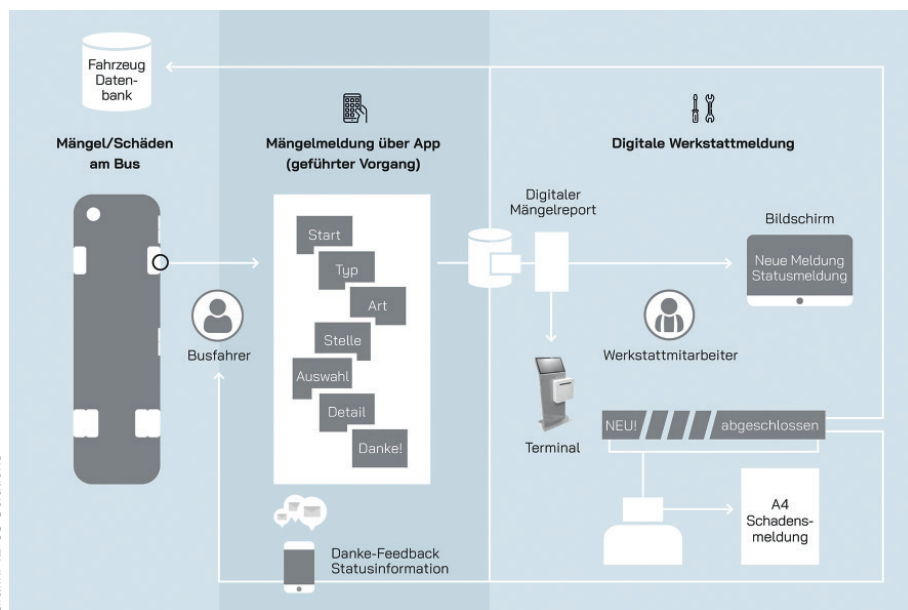 Fahrzeug
Daten-
bank
Mängel/Schäden
am Bus
Mängelmeldung über App
(geführter Vorgang)
Digitale Werkstattmeldung
Start
Typ
Art
Stelle
Auswahl
Detail
Danke!
Busfahrer
Digitaler
Mängelreport
Bildschirm
Neue Meldung
Statusmeldung
Werkstattmitarbeiter
Terminal
NEU!
abgeschlossen
A4
Schadens-
meldung
Danke-Feedback
Statusinformation